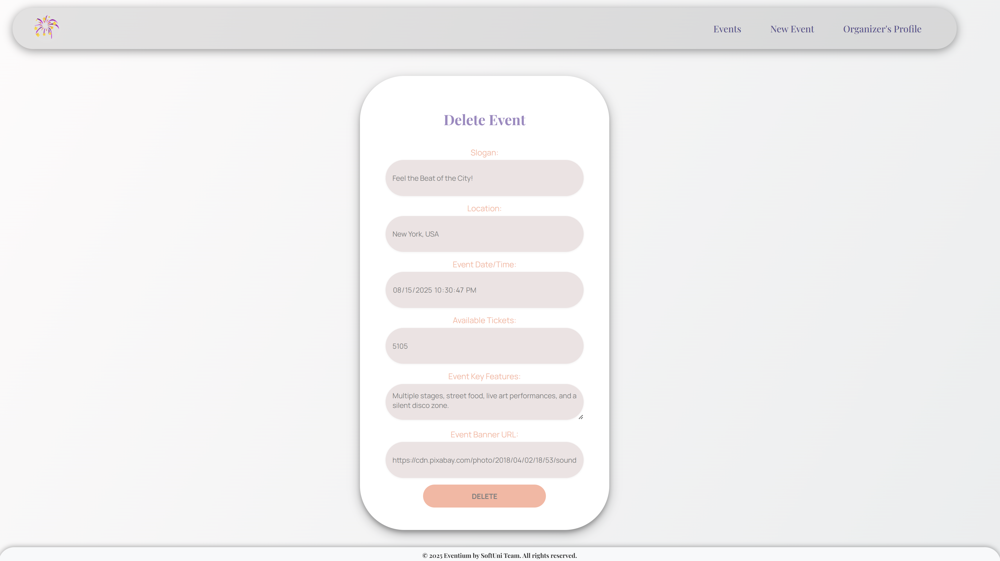 Events
New Event
Organizer's Profile
Delete Event
Slogan:
Feel the Beat of the City!
Location:
New York, USA
Event Date/Time:
08/15/2025 10:30:47 PM
Available Tickets:
5105
Event Key Features:
Multiple stages, street food, live art performances, and a
silent disco zone.
Event Banner URL:
https://cdn.pixabay.com/photo/2018/04/02/18/53/sound
DELETE
© 2025 Eventium by SoftUni Team. All rights reserved.